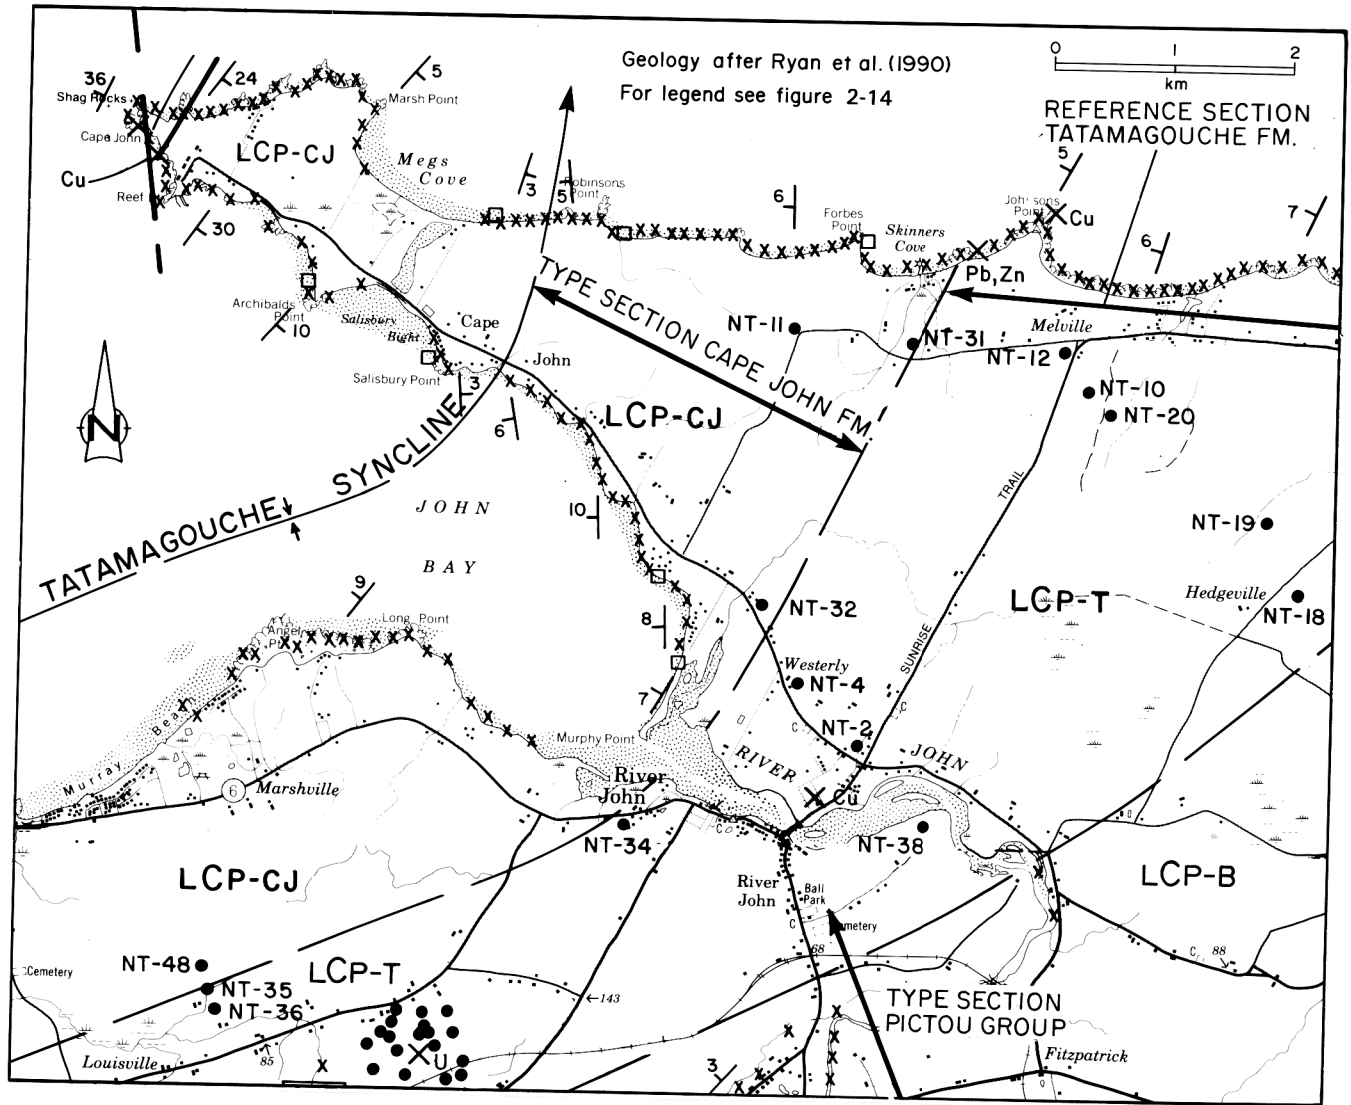 Geology after Ryan et al. (1990)
For legend see figure 2-14
0 1 2
km
REFERENCE SECTION
TATAMAGOUCHE FM.
36
24
5
Shag Rocks
Marsh Point
Cape John
LCP-CJ
Megs
Cove
Cu
Reef
3
5
Robinsons
Point
6
5
Johnsons
Point
Cu
7
Forbes
Point
Skinners
Cove
6
30
Pb,Zn
Archibalds
Point
10
Salisbury
Bight
Cape
John
TYPE SECTION CAPE JOHN FM.
NT-11
NT-31
Melville
NT-12
Salisbury Point
3
6
LCP-CJ
NT-10
NT-20
N
TATAMAGOUCHE SYNCLINE
JOHN
BAY
10
SUNRISE TRAIL
NT-19
9
Hedgeville
NT-18
LCP-T
NT-32
Angel
Long Point
8
Westerly
NT-4
7
Murray Beach
NT-2
C
Murphy Point
RIVER JOHN
C
6
Marshville
River
John
Cu
C
NT-34
NT-38
LCP-CJ
LCP-B
River
John
Ball
Park
C
Cemetery
68
C 88
NT-48
Cemetery
LCP-T
NT-35
NT-36
143
TYPE SECTION
PICTOU GROUP
Louisville
85
U
3
Fitzpatrick